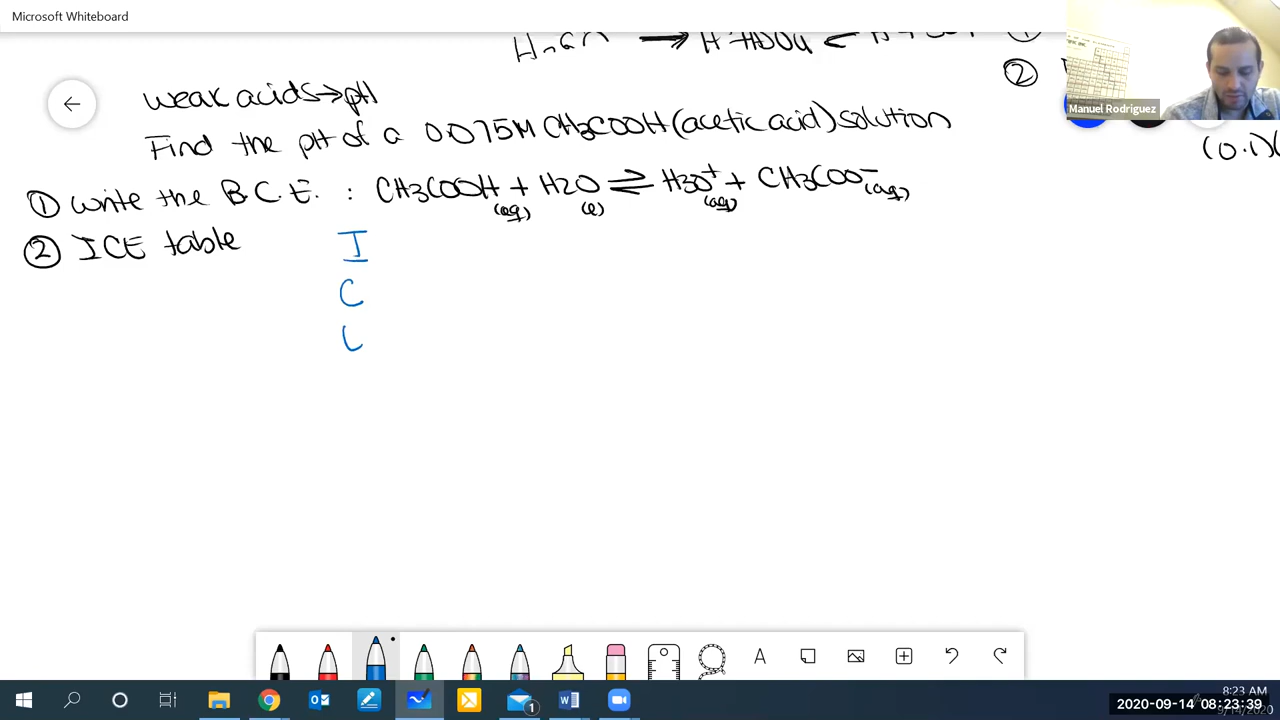 Microsoft Whiteboard
Manuel Rodriguez
②
(0.1)(
weak acids→pH
Find the pH of a 0.075M CH3COOH (acetic acid) solution
① Write the B.C.E. : CH3COOH + H2O ⇌ H3O+ + CH3COO-(aq)
(aq) (l) (aq)
② ICE table I
C
A
8:23 AM
2020-09-14 08:23:39